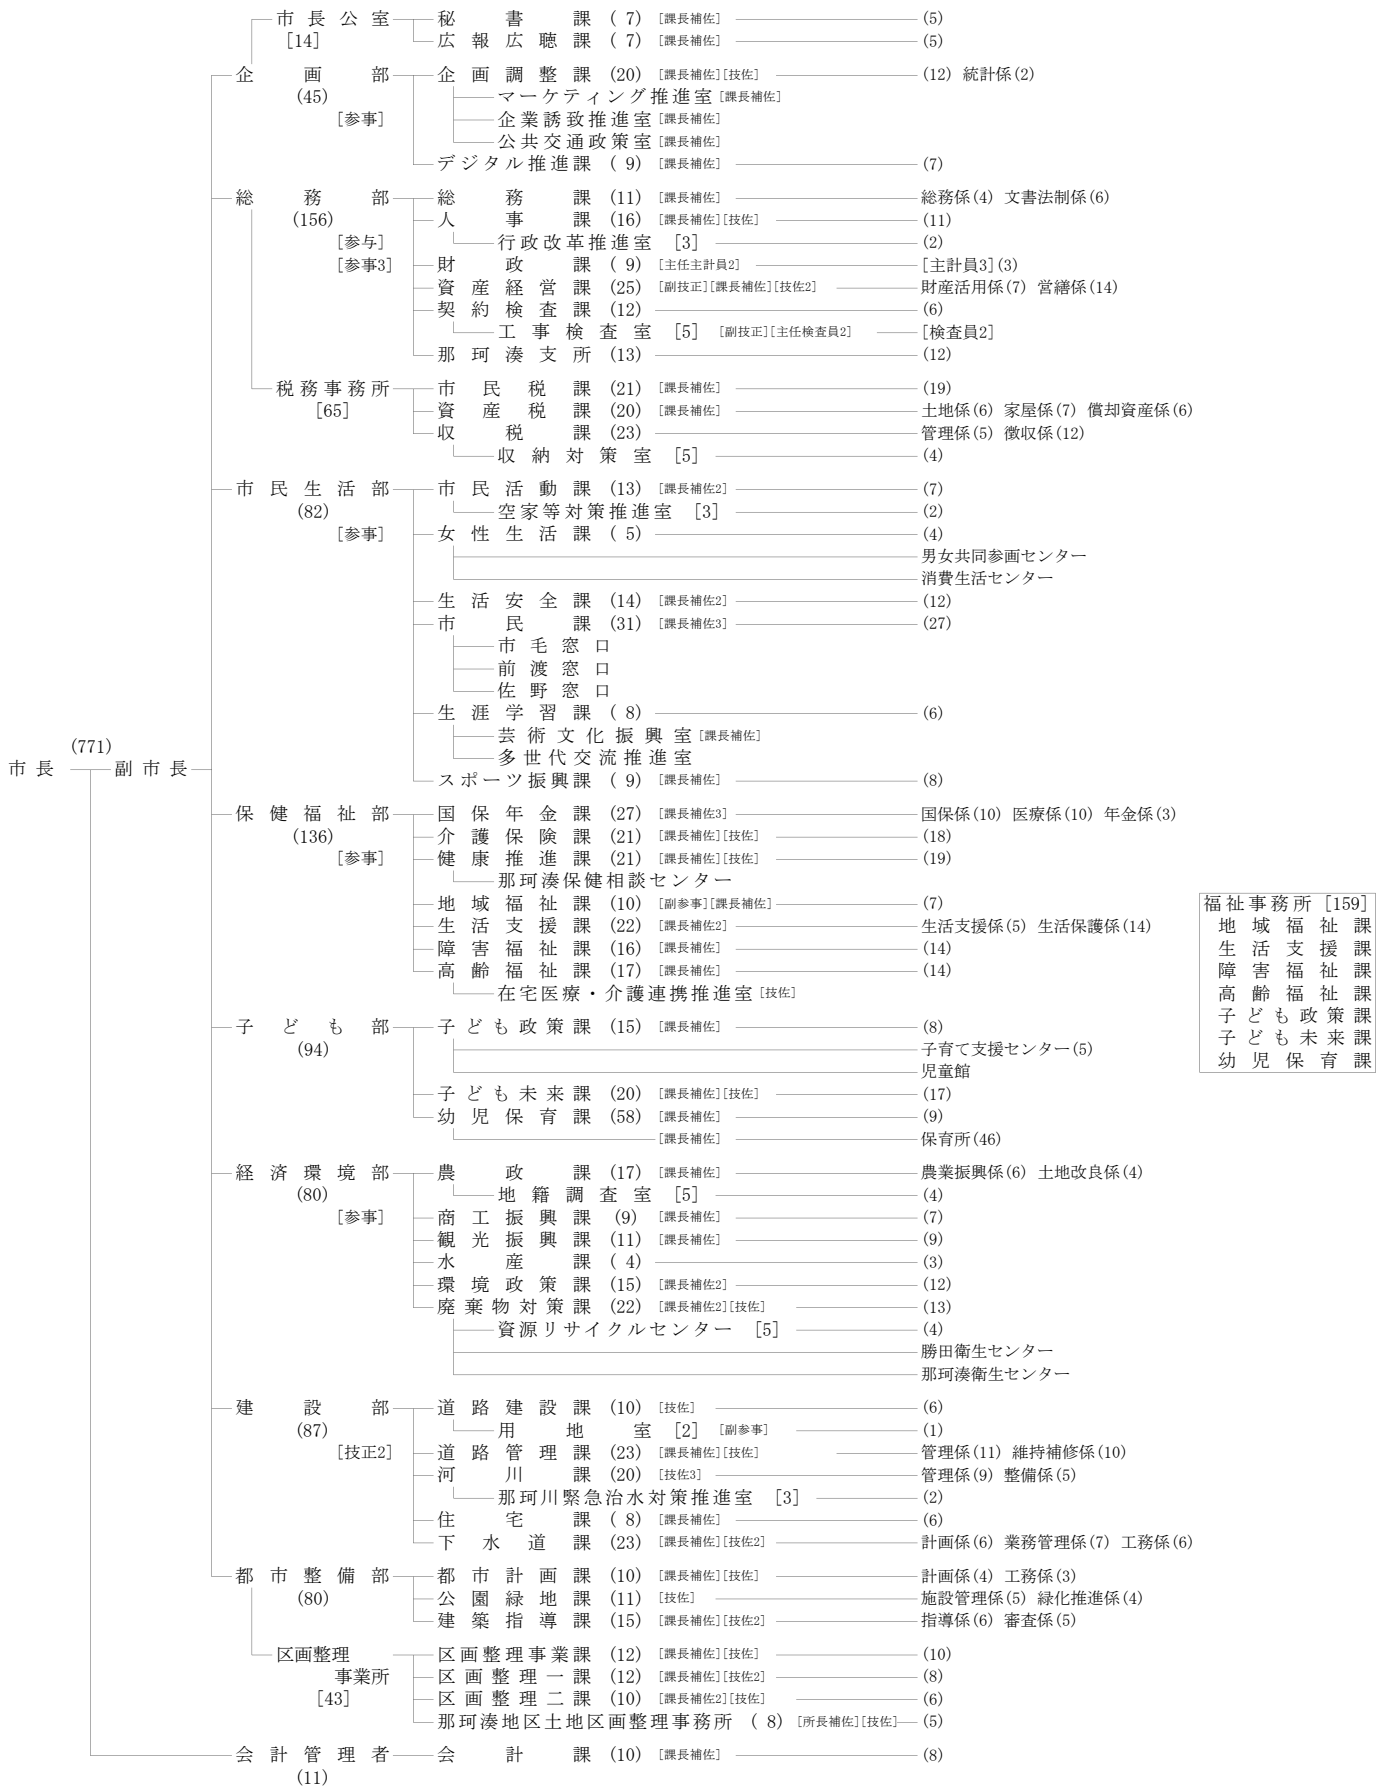 市長公室 秘書課 ( 7) [課長補佐] (5)
[14] 広報広聴課 ( 7) [課長補佐] (5)
企画部 企画調整課 (20) [課長補佐][技佐] (12) 統計係(2)
(45) マーケティング推進室 [課長補佐]
[参事] 企業誘致推進室 [課長補佐]
公共交通政策室 [課長補佐]
デジタル推進課 ( 9) [課長補佐] (7)
総務部 総務課 (11) [課長補佐] 総務係(4) 文書法制係(6)
(156) 人事課 (16) [課長補佐][技佐] (11)
[参与] 行政改革推進室 [3] (2)
[参事3] 財政課 ( 9) [主任主計員2] [主計員3](3)
資産経営課 (25) [副技正][課長補佐][技佐2] 財産活用係(7) 営繕係(14)
契約検査課 (12) (6)
工事検査室 [5] [副技正][主任検査員2] [検査員2]
那珂湊支所 (13) (12)
税務事務所 市民税課 (21) [課長補佐] (19)
[65] 資産税課 (20) [課長補佐] 土地係(6) 家屋係(7) 償却資産係(6)
収税課 (23) 管理係(5) 徴収係(12)
収納対策室 [5] (4)
市民生活部 市民活動課 (13) [課長補佐2] (7)
(82) 空家等対策推進室 [3] (2)
[参事] 女性生活課 ( 5) (4)
男女共同参画センター
消費生活センター
生活安全課 (14) [課長補佐2] (12)
市民課 (31) [課長補佐3] (27)
市毛窓口
前渡窓口
佐野窓口
生涯学習課 ( 8) (6)
芸術文化振興室 [課長補佐]
(771) 多世代交流推進室
市長 副市長
スポーツ振興課 ( 9) [課長補佐] (8)
保健福祉部 国保年金課 (27) [課長補佐3] 国保係(10) 医療係(10) 年金係(3)
(136) 介護保険課 (21) [課長補佐][技佐] (18)
[参事] 健康推進課 (21) [課長補佐][技佐] (19)
那珂湊保健相談センター
地域福祉課 (10) [副参事][課長補佐] (7)
生活支援課 (22) [課長補佐2] 生活支援係(5) 生活保護係(14)
障害福祉課 (16) [課長補佐] (14)
高齢福祉課 (17) [課長補佐] (14)
在宅医療・介護連携推進室 [技佐]
福祉事務所 [159]
地域福祉課
生活支援課
障害福祉課
高齢福祉課
子ども政策課
子ども未来課
幼児保育課
子ども部 子ども政策課 (15) [課長補佐] (8)
(94) 子育て支援センター(5)
児童館
子ども未来課 (20) [課長補佐][技佐] (17)
幼児保育課 (58) [課長補佐] (9)
[課長補佐] 保育所(46)
経済環境部 農政課 (17) [課長補佐] 農業振興係(6) 土地改良係(4)
(80) 地籍調査室 [5] (4)
[参事] 商工振興課 (9) [課長補佐] (7)
観光振興課 (11) [課長補佐] (9)
水産課 ( 4) (3)
環境政策課 (15) [課長補佐2] (12)
廃棄物対策課 (22) [課長補佐2][技佐] (13)
資源リサイクルセンター [5] (4)
勝田衛生センター
那珂湊衛生センター
建設部 道路建設課 (10) [技佐] (6)
(87) 用地室 [2] [副参事] (1)
[技正2] 道路管理課 (23) [課長補佐][技佐] 管理係(11) 維持補修係(10)
河川課 (20) [技佐3] 管理係(9) 整備係(5)
那珂川緊急治水対策推進室 [3] (2)
住宅課 ( 8) [課長補佐] (6)
下水道課 (23) [課長補佐][技佐2] 計画係(6) 業務管理係(7) 工務係(6)
都市整備部 都市計画課 (10) [課長補佐][技佐] 計画係(4) 工務係(3)
(80) 公園緑地課 (11) [技佐] 施設管理係(5) 緑化推進係(4)
建築指導課 (15) [課長補佐][技佐2] 指導係(6) 審査係(5)
区画整理 区画整理事業課 (12) [課長補佐][技佐] (10)
事業所 区画整理一課 (12) [課長補佐][技佐2] (8)
[43] 区画整理二課 (10) [課長補佐2][技佐] (6)
那珂湊地区土地区画整理事務所 ( 8) [所長補佐][技佐] (5)
会計管理者 会計課 (10) [課長補佐] (8)
(11)